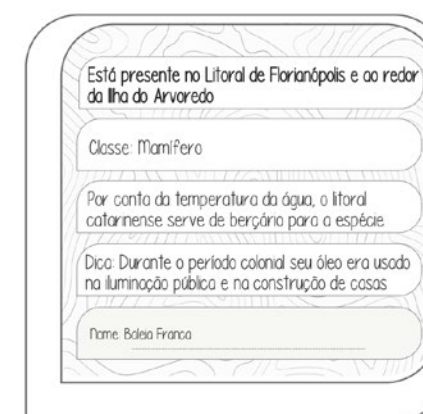 Está presente no Litoral de Florianópolis e ao redor
da Ilha do Arvoredo
Classe: Mamífero
Por conta da temperatura da água, o litoral
catarinense serve de berçário para a espécie
Dica: Durante o período colonial seu óleo era usado
na iluminação pública e na construção de casas
Nome: Baleia Franca